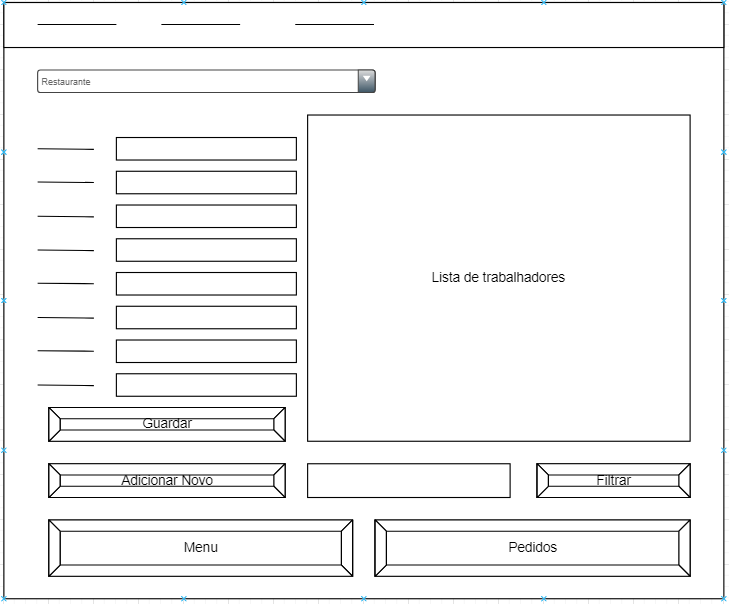 Restaurante
Lista de trabalhadores
Guardar
Adicionar Novo
Filtrar
Menu
Pedidos